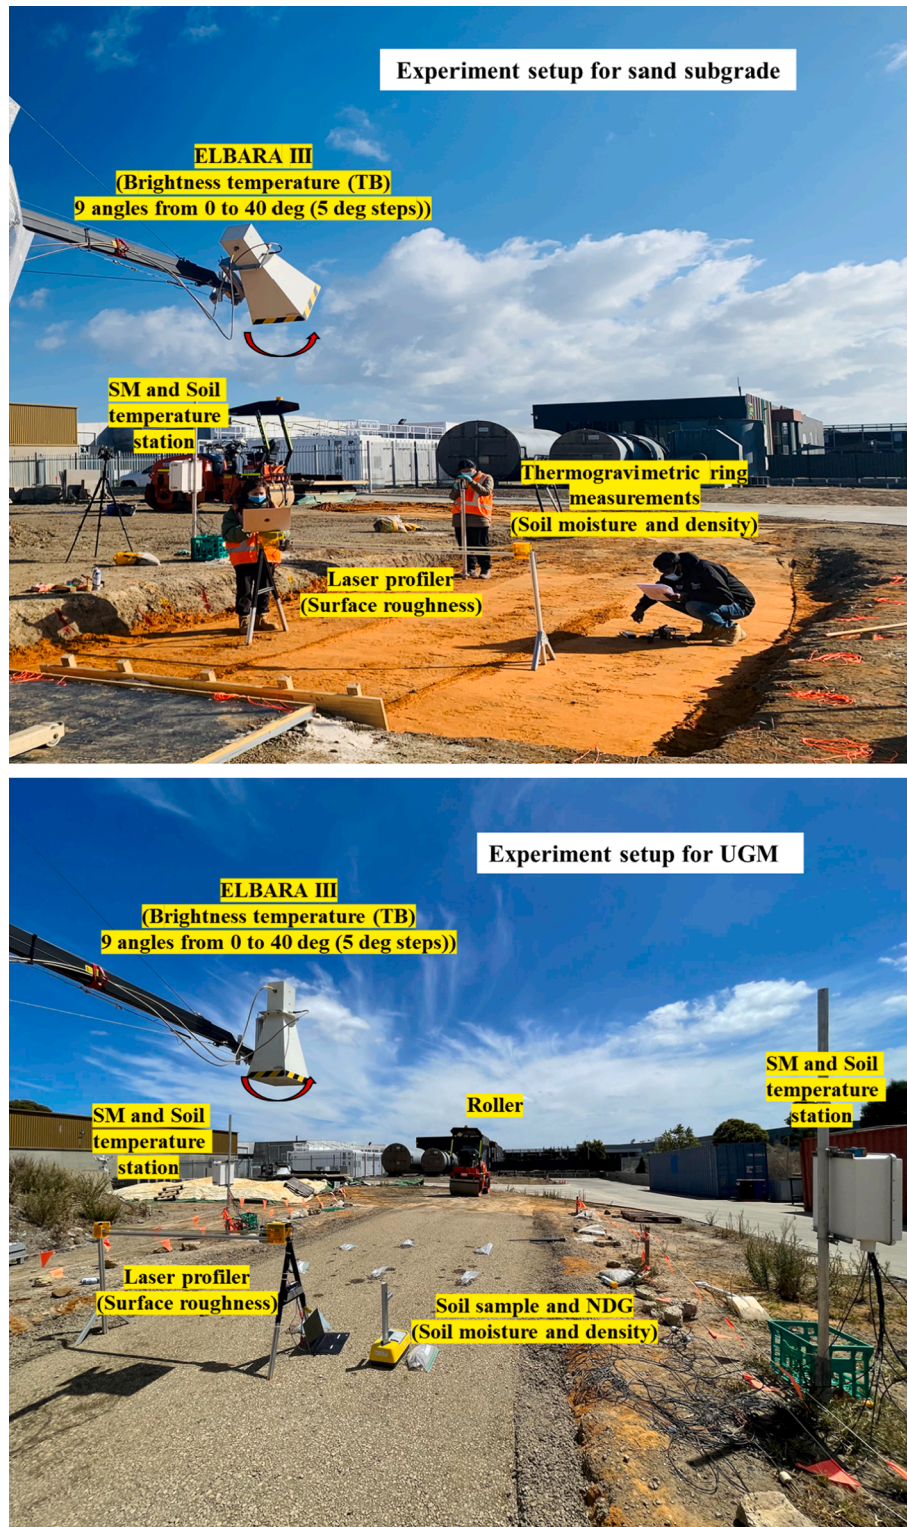 Experiment setup for sand subgrade
ELBARA III
(Brightness temperature (TB)
9 angles from 0 to 40 deg (5 deg steps))
SM and Soil
temperature
station
Thermogravimetric ring
measurements
(Soil moisture and density)
Laser profiler
(Surface roughness)
Experiment setup for UGM
ELBARA III
(Brightness temperature (TB)
9 angles from 0 to 40 deg (5 deg steps))
SM and Soil
temperature
station
Roller
SM and Soil
temperature
station
Laser profiler
(Surface roughness)
Soil sample and NDG
(Soil moisture and density)